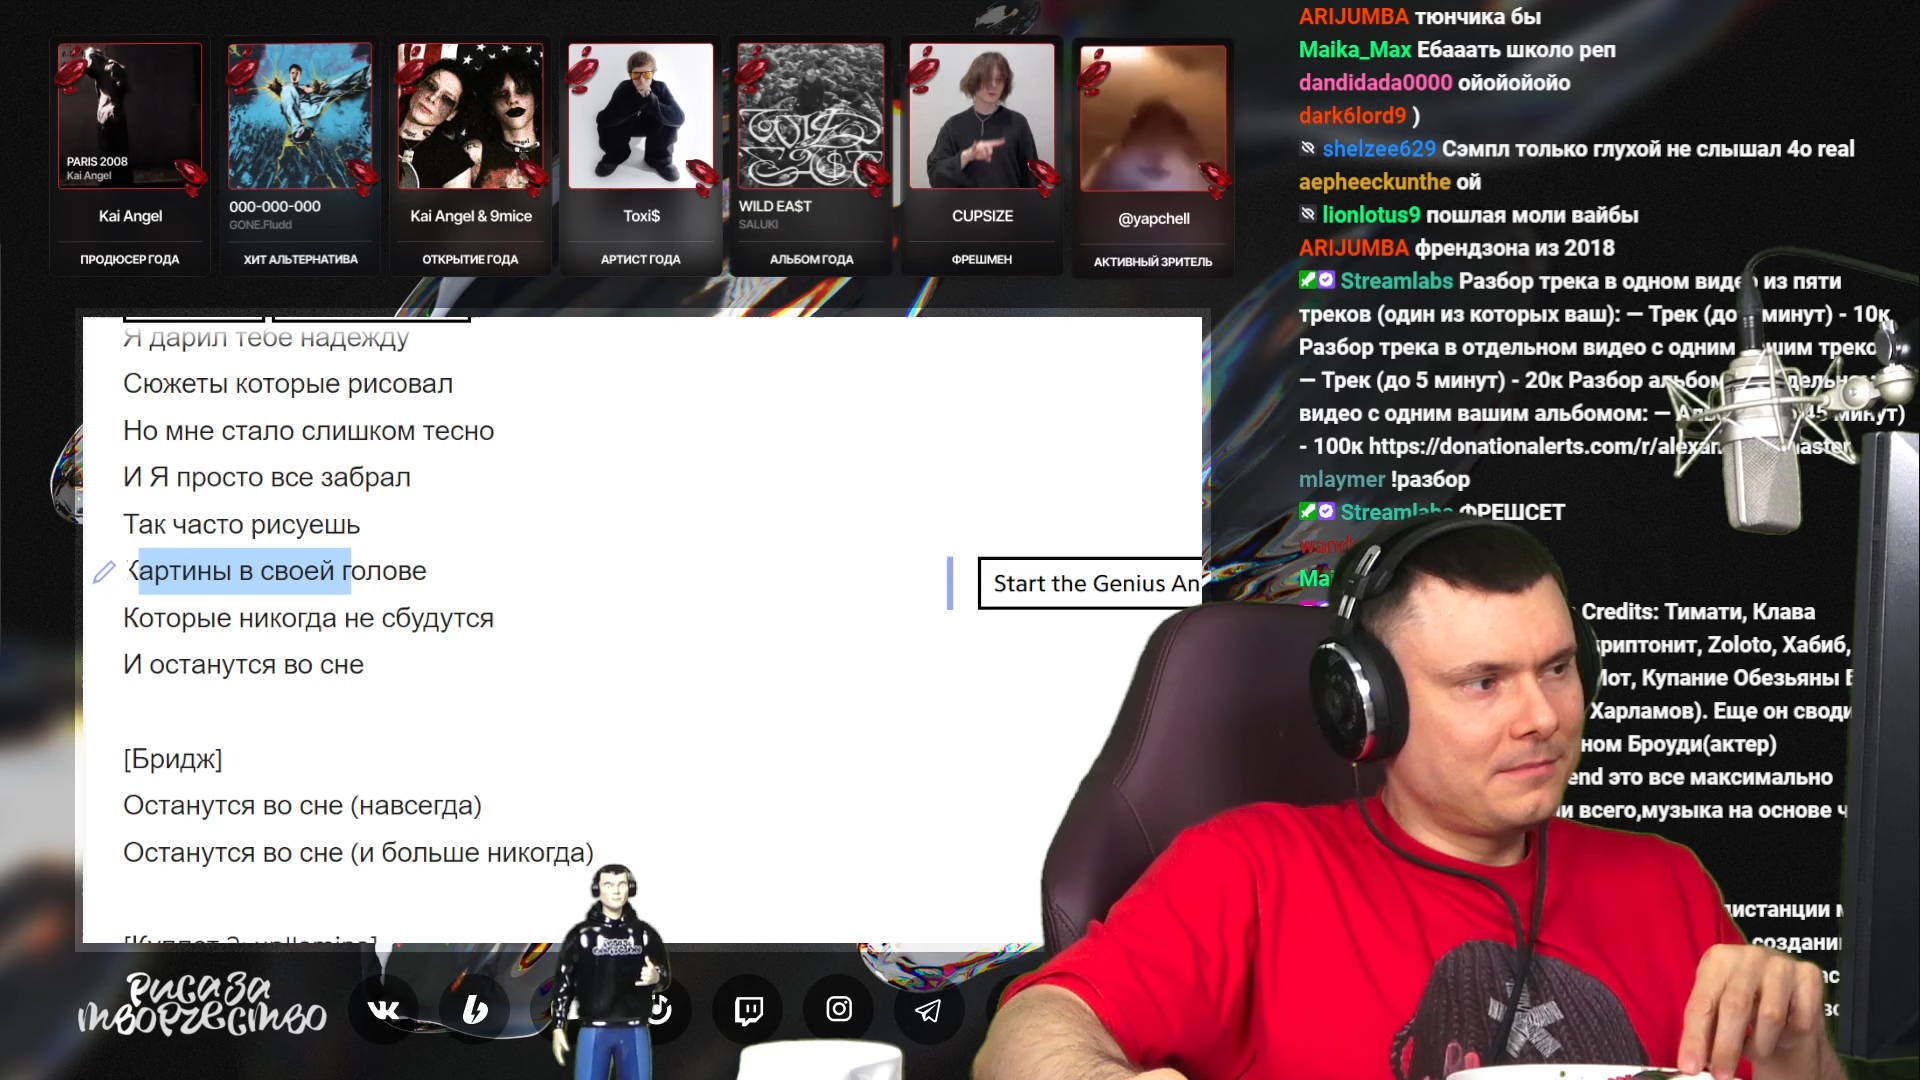 PARIS 2008
Kai Angel
Kai Angel
ПРОДЮСЕР ГОДА
000-000-000
GONE.Fludd
ХИТ АЛЬТЕРНАТИВА
Kai Angel & 9mice
ОТКРЫТИЕ ГОДА
Toxi$
АРТИСТ ГОДА
WILD EA$T
SALUKI
АЛЬБОМ ГОДА
CUPSIZE
ФРЕШМЕН
@yapchell
АКТИВНЫЙ ЗРИТЕЛЬ
Я дарил тебе надежду
Сюжеты которые рисовал
Но мне стало слишком тесно
И Я просто все забрал
Так часто рисуешь
Картины в своей голове
Которые никогда не сбудутся
И останутся во сне
[Бридж]
Останутся во сне (навсегда)
Останутся во сне (и больше никогда)
Start the Genius An
ARIJUMBA тюнчика бы
Maika_Max Ебааать школо реп
dandidada0000 ойойойойо
dark6lord9 )
shelzee629 Сэмпл только глухой не слышал 4о real
aepheeckunthe ой
lionlotus9 пошлая моли вайбы
ARIJUMBA френдзона из 2018
Streamlabs Разбор трека в одном видео из пяти
треков (один из которых ваш): — Трек (до минут) - 10к
Разбор трека в отдельном видео с одним
— Трек (до 5 минут) - 20к Разбор
видео с одним вашим альбомом: — минут)
- 100к https://donationalerts.com/r/
mlaymer !разбор
Streamlabs ФРЕШСЕТ
Credits: Тимати, Клава
Zoloto, Хабиб,
Купание Обезьяны
Харламов). Еще он
Броуди(актер)
это все максимально
всего,музыка на основе
рисаза
творчество